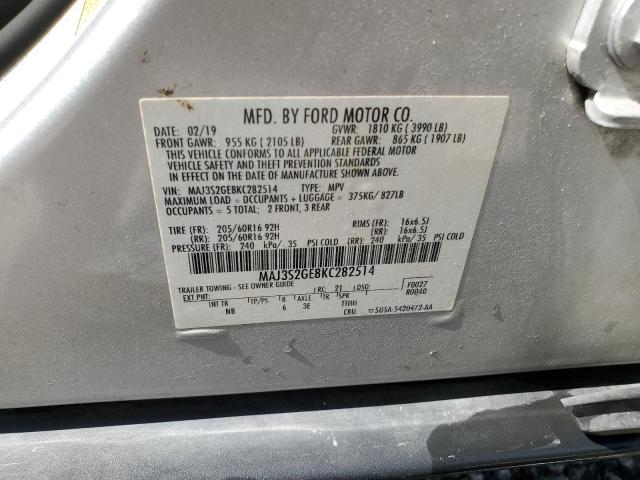 MFD. BY FORD MOTOR CO.
DATE: 02/19 GVWR: 1810 KG ( 3990 LB)
FRONT GAWR: 955 KG ( 2105 LB) REAR GAWR: 865 KG ( 1907 LB)
THIS VEHICLE CONFORMS TO ALL APPLICABLE FEDERAL MOTOR
VEHICLE SAFETY AND THEFT PREVENTION STANDARDS
IN EFFECT ON THE DATE OF MANUFACTURE SHOWN ABOVE.
VIN: MAJ3S2GE8KC282514 TYPE: MPV
MAXIMUM LOAD = OCCUPANTS + LUGGAGE = 375KG/ 827LB
OCCUPANTS = 5 TOTAL; 2 FRONT, 3 REAR
TIRE (FR): 205/60R16 92H RIMS (FR): 16x6.5J
(RR): 205/60R16 92H (RR): 16x6.5J
PRESSURE (FR): 240 kPa/ 35 PSI COLD (RR): 240 kPa/ 35 PSI COLD
MAJ3S2GE8KC282514
TRAILER TOWING - SEE OWNER GUIDE RC: 21 DSO: F0027
EXT PNT: R0040
INT TR TP/PS R AXLE TR SPR
NB 6 3E
CBU 5U5A-5420472-AA